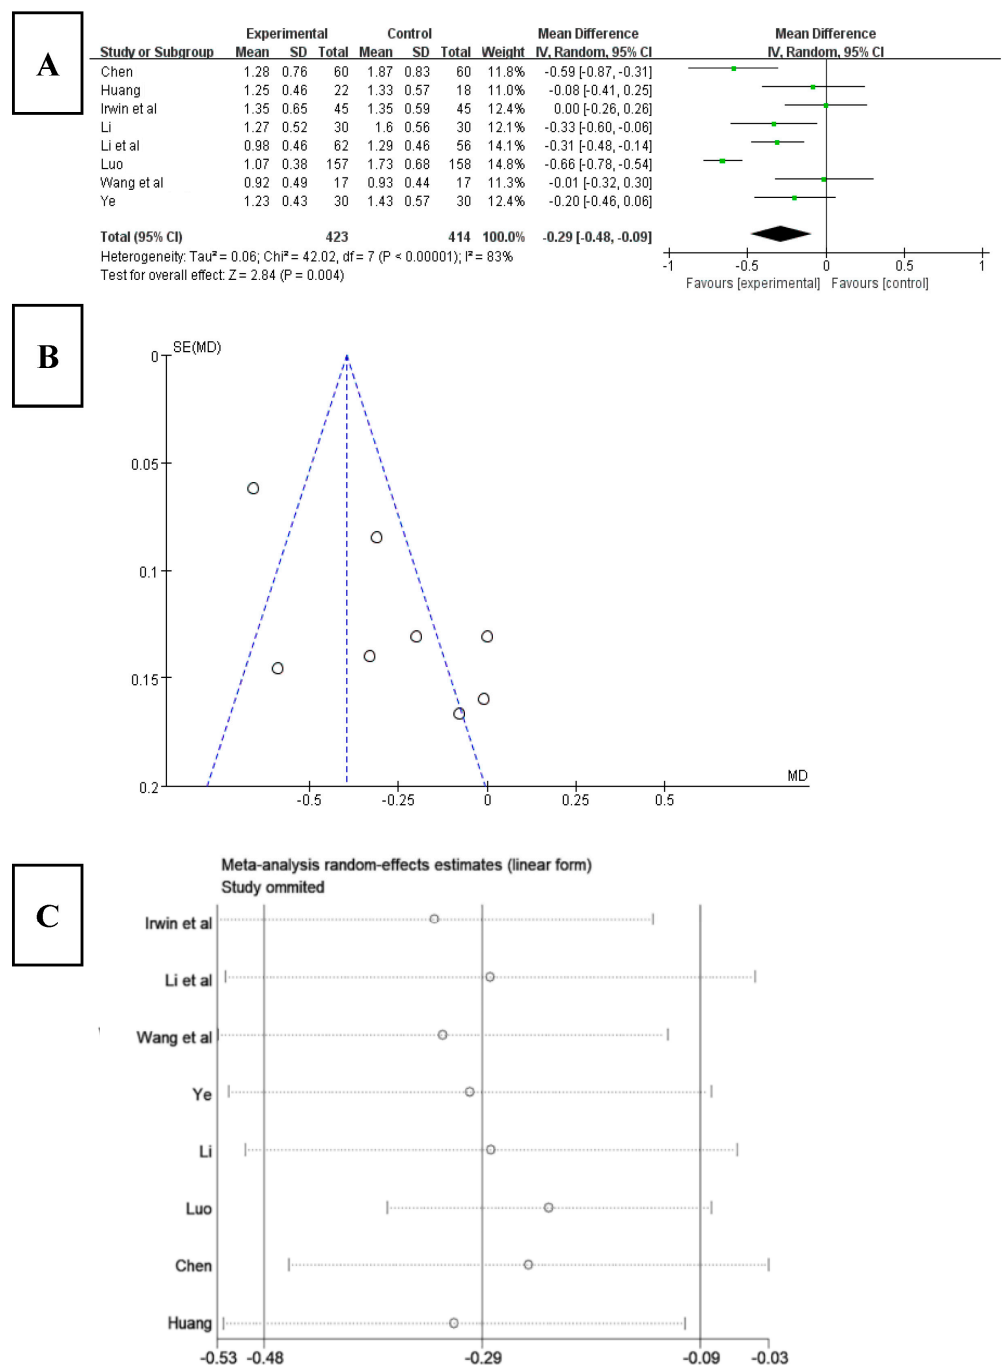 A
Experimental Control Mean Difference Mean Difference
Study or Subgroup Mean SD Total Mean SD Total Weight IV, Random, 95% CI IV, Random, 95% CI
Chen 1.28 0.76 60 1.87 0.83 60 11.8% -0.59 [-0.87, -0.31]
Huang 1.25 0.46 22 1.33 0.57 18 11.0% -0.08 [-0.41, 0.25]
Irwin et al 1.35 0.65 45 1.35 0.59 45 12.4% 0.00 [-0.26, 0.26]
Li 1.27 0.52 30 1.6 0.56 30 12.1% -0.33 [-0.60, -0.06]
Li et al 0.98 0.46 62 1.29 0.46 56 14.1% -0.31 [-0.48, -0.14]
Luo 1.07 0.38 157 1.73 0.68 158 14.8% -0.66 [-0.78, -0.54]
Wang et al 0.92 0.49 17 0.93 0.44 17 11.3% -0.01 [-0.32, 0.30]
Ye 1.23 0.43 30 1.43 0.57 30 12.4% -0.20 [-0.46, 0.06]
Total (95% CI) 423 414 100.0% -0.29 [-0.48, -0.09]
Heterogeneity: Tau² = 0.06; Chi² = 42.02, df = 7 (P < 0.00001); I² = 83%
Test for overall effect: Z = 2.84 (P = 0.004)
-1 -0.5 0 0.5 1
Favours [experimental] Favours [control]
B
SE(MD)
0
0.05
0.1
0.15
0.2
MD
-0.5 -0.25 0 0.25 0.5
C
Meta-analysis random-effects estimates (linear form)
Study ommited
Irwin et al
Li et al
Wang et al
Ye
Li
Luo
Chen
Huang
-0.53 -0.48 -0.29 -0.09 -0.03